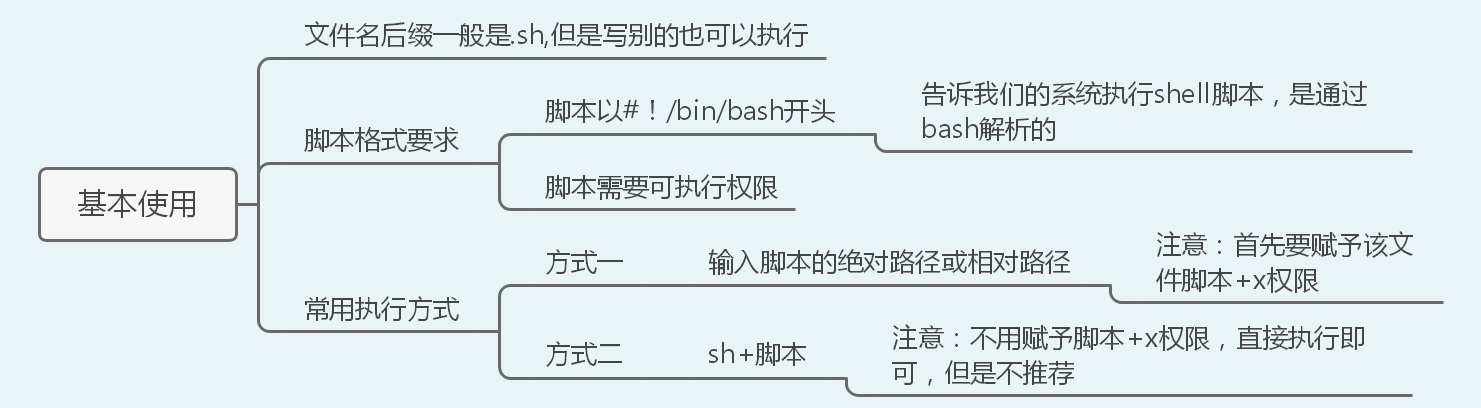 文件名后缀一般是.sh,但是写别的也可以执行
告诉我们的系统执行shell脚本，是通过
bash解析的
脚本以#！/bin/bash开头
脚本格式要求
脚本需要可执行权限
基本使用
方式一 输入脚本的绝对路径或相对路径
注意：首先要赋予该文
件脚本+x权限
常用执行方式
方式二 sh+脚本
注意：不用赋予脚本+x权限，直接执行即
可，但是不推荐